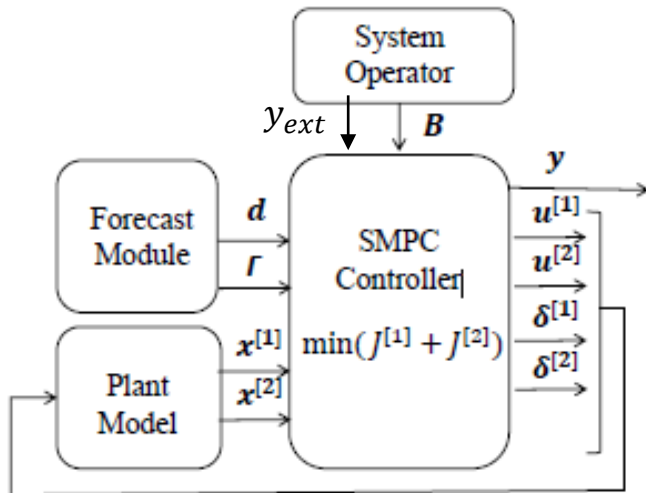 System
Operator
y_ext
B
y
Forecast
Module
d
Γ
SMPC
Controller
min(J^[1] + J^[2])
u^[1]
u^[2]
δ^[1]
δ^[2]
Plant
Model
x^[1]
x^[2]